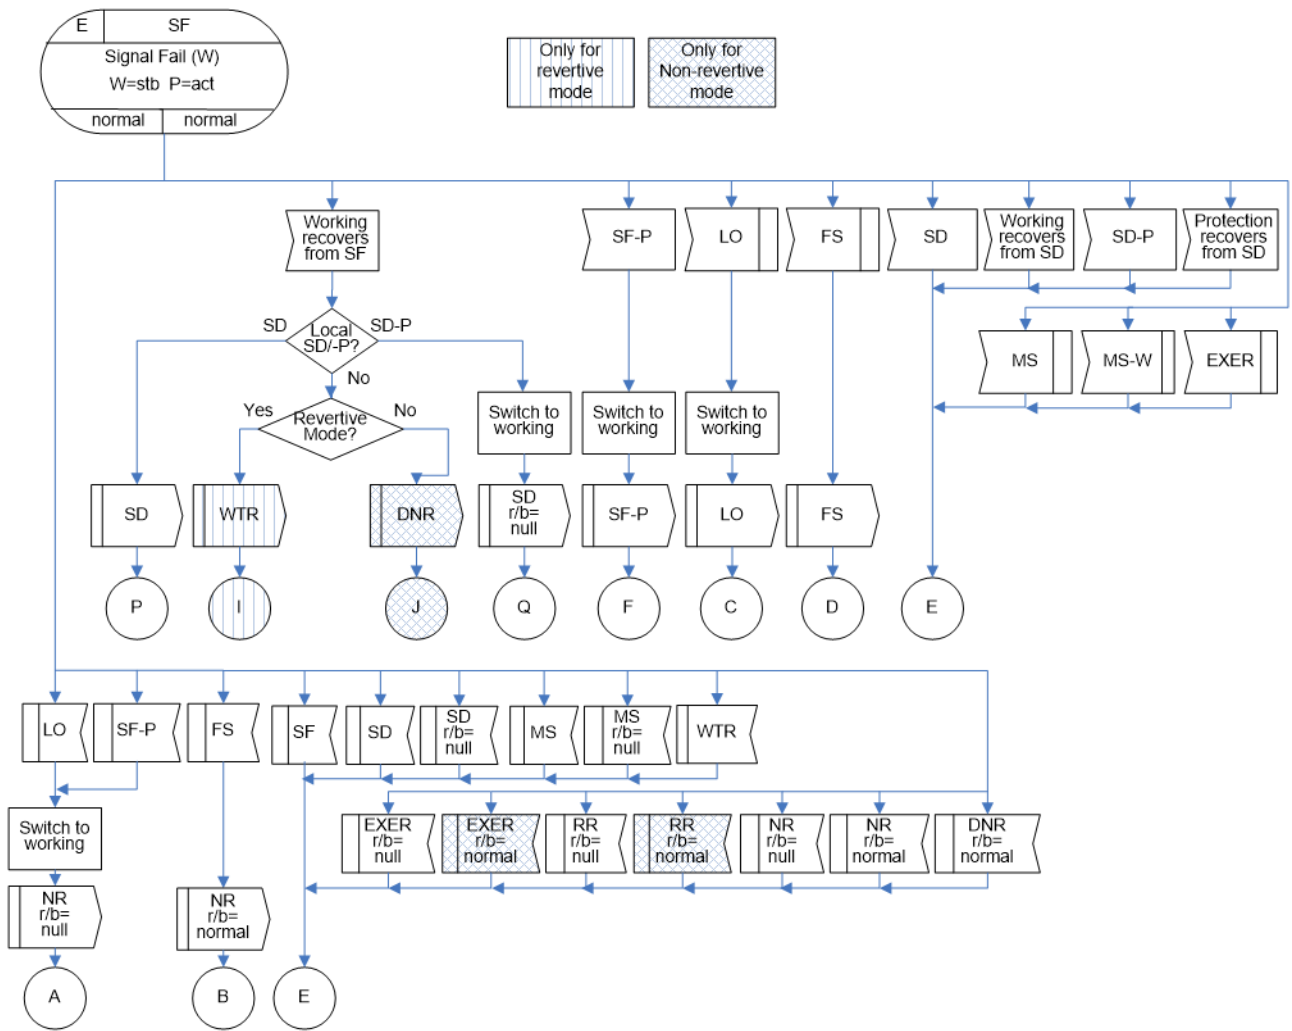 E
SF
Signal Fail (W)
W=stb P=act
normal
normal
Only for
revertive
mode
Only for
Non-revertive
mode
Working
recovers
from SF
SF-P
LO
FS
SD
Working
recovers
from SD
SD-P
Protection
recovers
from SD
SD
Local
SD/-P?
SD-P
No
MS
MS-W
EXER
Yes
Revertive
Mode?
No
Switch to
working
Switch to
working
Switch to
working
SD
WTR
DNR
SD
r/b=
null
SF-P
LO
FS
P
I
J
Q
F
C
D
E
LO
SF-P
FS
SF
SD
SD
r/b=
null
MS
MS
r/b=
null
WTR
Switch to
working
EXER
r/b=
null
EXER
r/b=
normal
RR
r/b=
null
RR
r/b=
normal
NR
r/b=
null
NR
r/b=
normal
DNR
r/b=
normal
NR
r/b=
null
NR
r/b=
normal
A
B
E